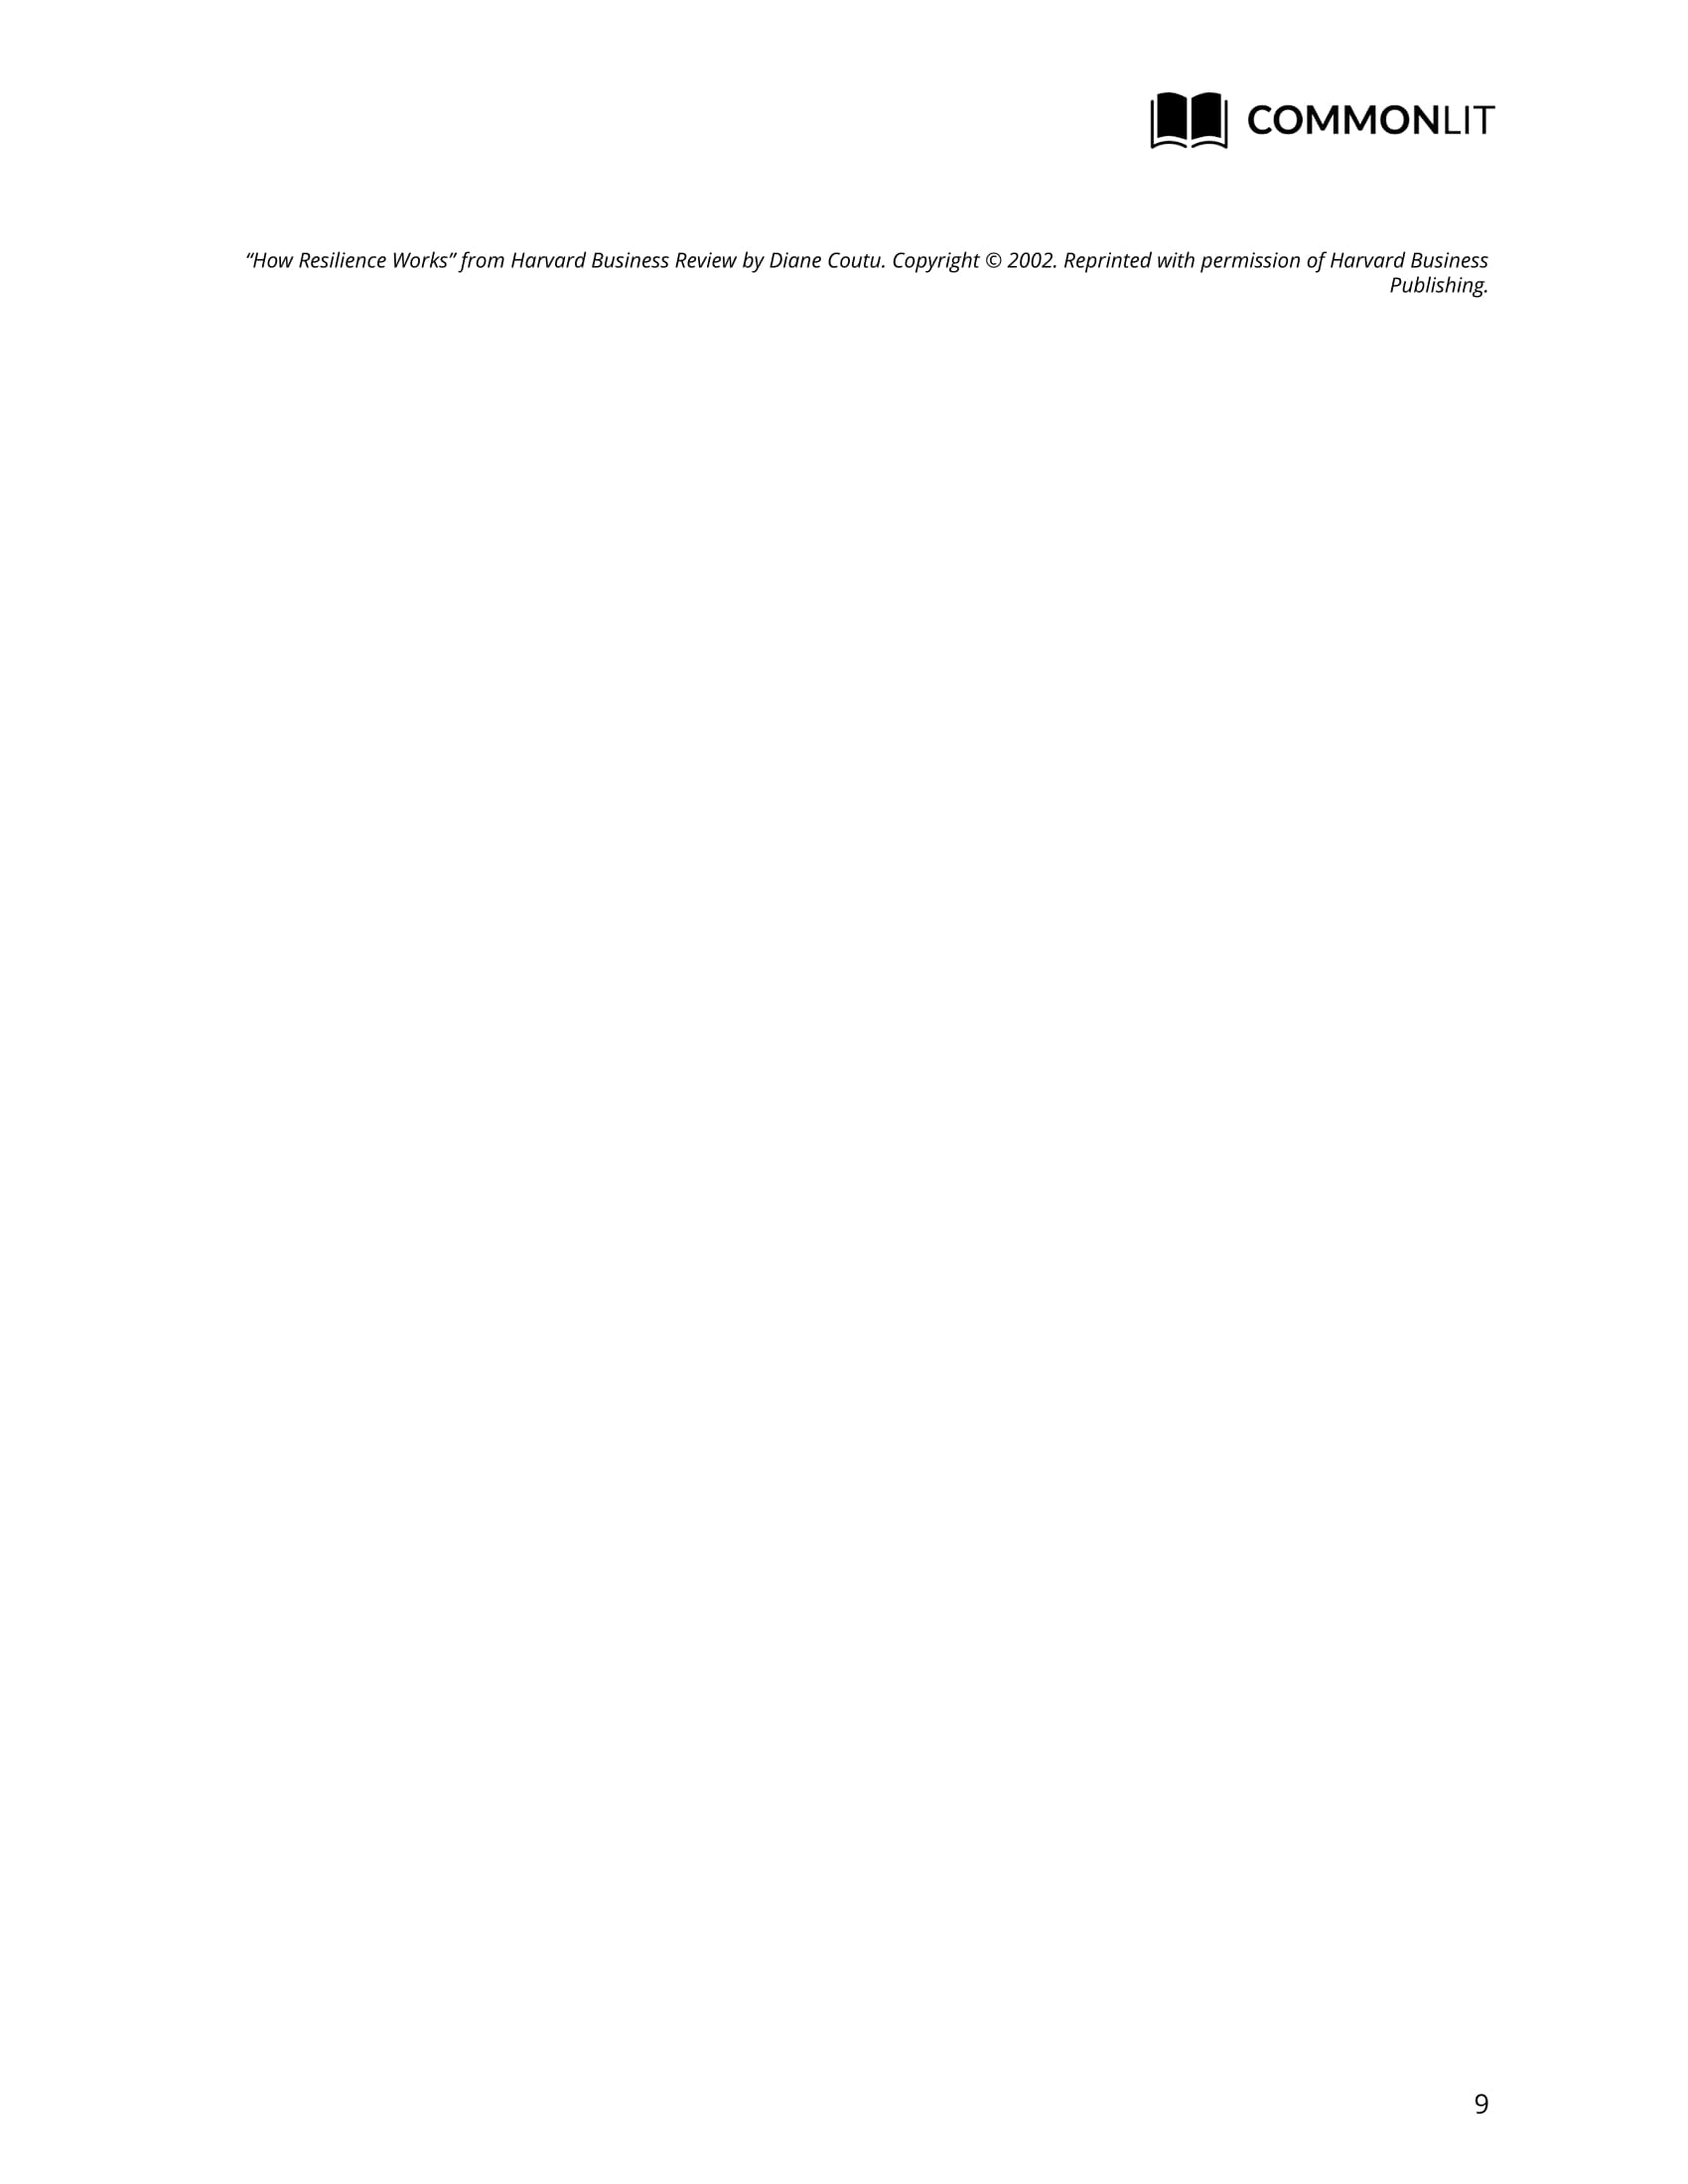 COMMONLIT
“How Resilience Works” from Harvard Business Review by Diane Coutu. Copyright © 2002. Reprinted with permission of Harvard Business
Publishing.
9